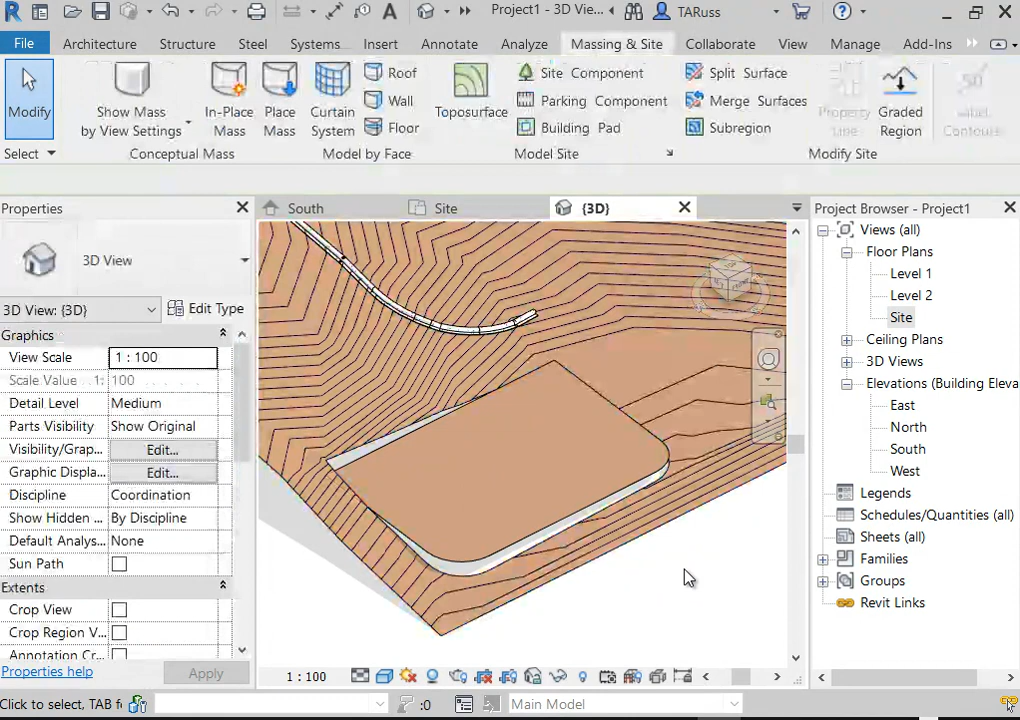 Project1 - 3D Vie...
TARuss
File Architecture Structure Steel Systems Insert Annotate Analyze Massing & Site Collaborate View Manage Add-Ins
Modify
Show Mass
by View Settings
In-Place
Mass
Place
Mass
Curtain
System
Roof
Wall
Floor
Toposurface
Site Component
Parking Component
Building Pad
Split Surface
Merge Surfaces
Subregion
Property
Line
Graded
Region
Label
Contours
Select
Conceptual Mass
Model by Face
Model Site
Modify Site
Properties
South
Site
{3D}
Project Browser - Project1
3D View
3D View: {3D}
Edit Type
Graphics
View Scale 1 : 100
Scale Value 1: 100
Detail Level Medium
Parts Visibility Show Original
Visibility/Grap... Edit...
Graphic Displa... Edit...
Discipline Coordination
Show Hidden ... By Discipline
Default Analys... None
Sun Path
Extents
Crop View
Crop Region V...
Annotation Cr...
Properties help
Apply
1 : 100
Views (all)
Floor Plans
Level 1
Level 2
Site
Ceiling Plans
3D Views
Elevations (Building Eleva
East
North
South
West
Legends
Schedules/Quantities (all)
Sheets (all)
Families
Groups
Revit Links
Click to select, TAB f
:0
Main Model